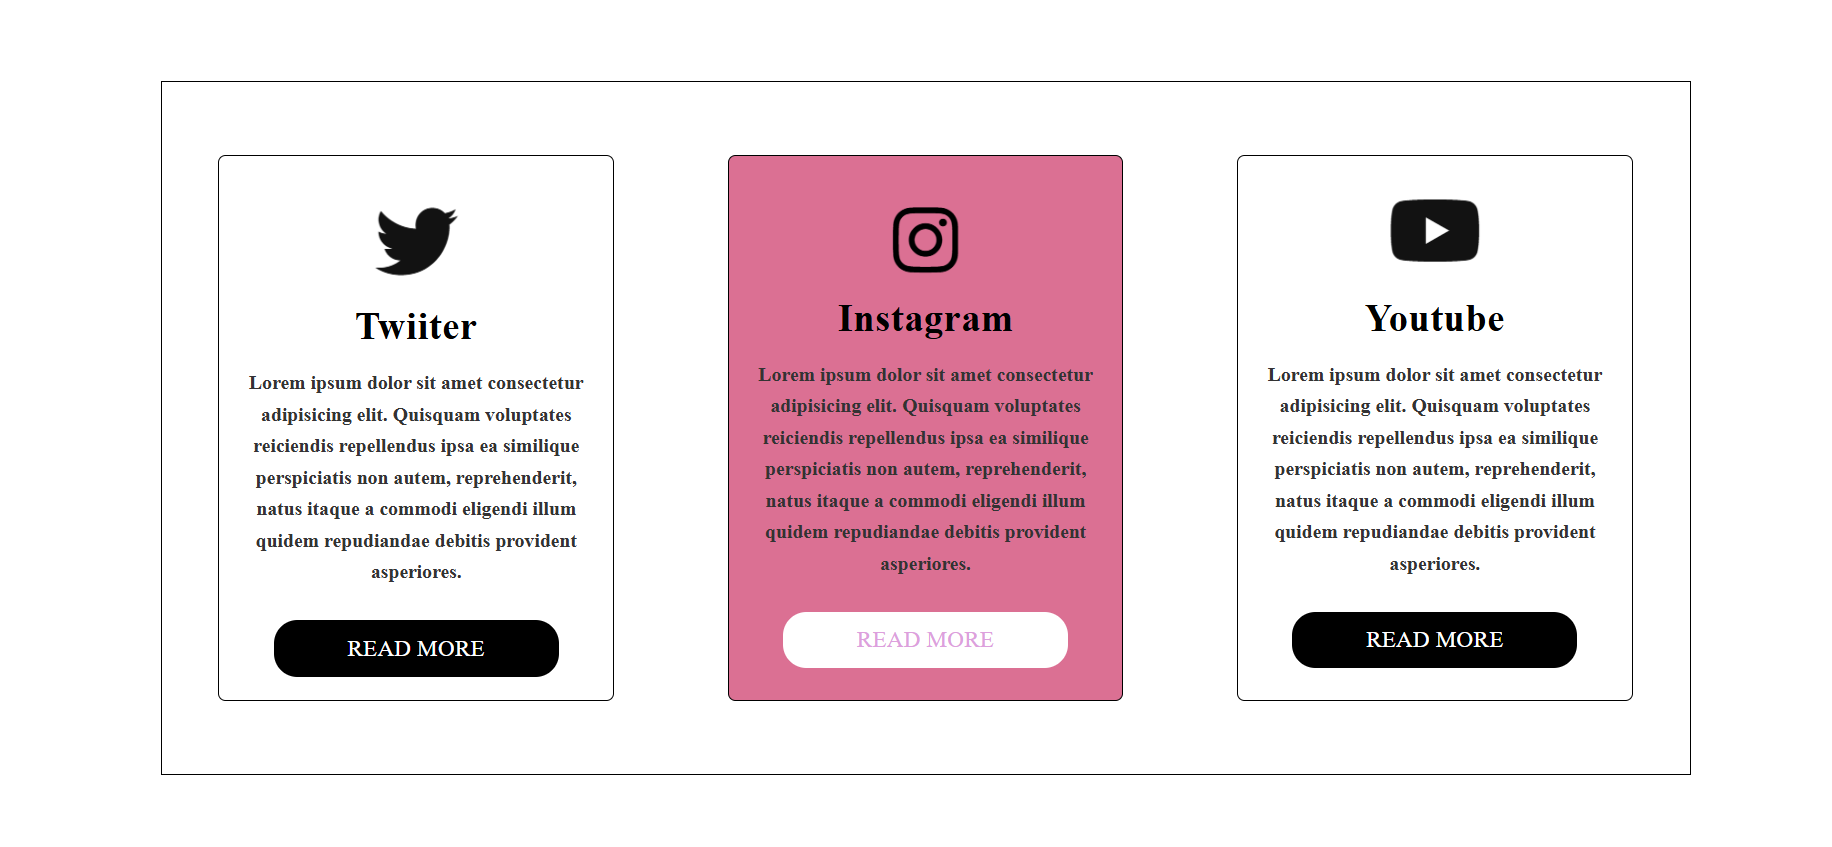 Twiiter
Lorem ipsum dolor sit amet consectetur
adipisicing elit. Quisquam voluptates
reiciendis repellendus ipsa ea similique
perspiciatis non autem, reprehenderit,
natus itaque a commodi eligendi illum
quidem repudiandae debitis provident
asperiores.
READ MORE
Instagram
Lorem ipsum dolor sit amet consectetur
adipisicing elit. Quisquam voluptates
reiciendis repellendus ipsa ea similique
perspiciatis non autem, reprehenderit,
natus itaque a commodi eligendi illum
quidem repudiandae debitis provident
asperiores.
READ MORE
Youtube
Lorem ipsum dolor sit amet consectetur
adipisicing elit. Quisquam voluptates
reiciendis repellendus ipsa ea similique
perspiciatis non autem, reprehenderit,
natus itaque a commodi eligendi illum
quidem repudiandae debitis provident
asperiores.
READ MORE